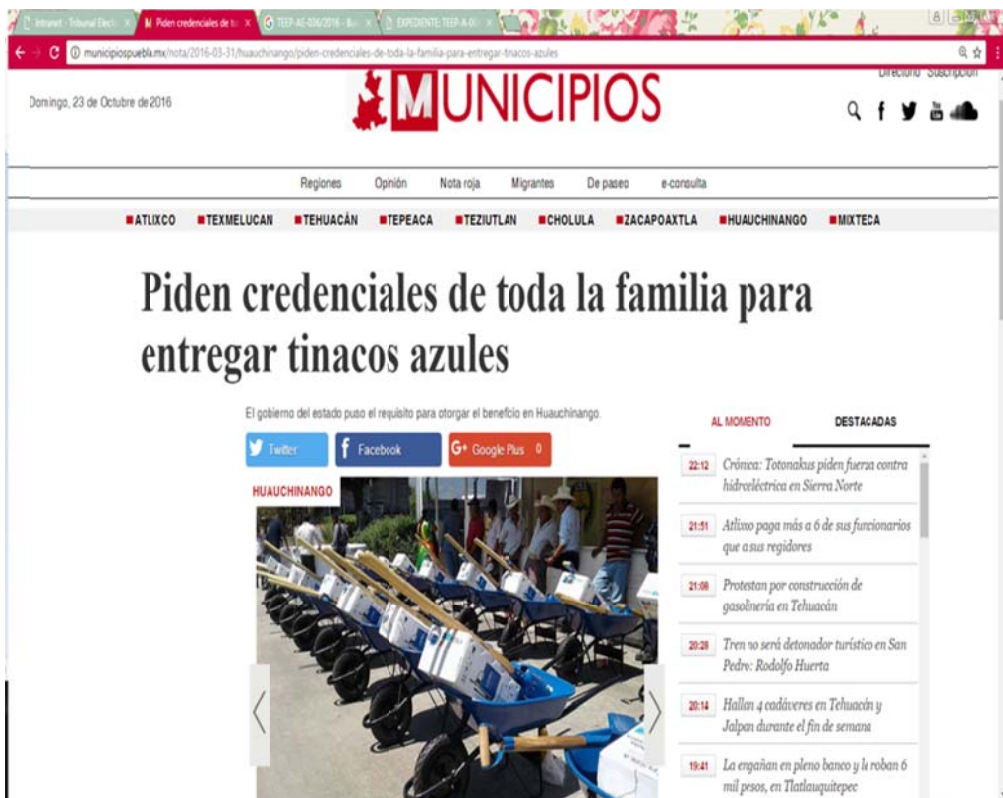 Intranet - Tribunal Elect
Piden credenciales de to
TEEP-AE-036/2016 - Bu
EXPEDIENTE: TEEP-A-0
municipiospuebla.mx/nota/2016-03-31/huauchinango/piden-credenciales-de-toda-la-familia-para-entregar-tinacos-azules
Domingo, 23 de Octubre de 2016
MUNICIPIOS
Directorio Suscripción
Regiones Opinión Nota roja Migrantes De paseo e-consulta
ATLIXCO TEXMELUCAN TEHUACÁN TEPEACA TEZIUTLAN CHOLULA ZACAPOAXTLA HUAUCHINANGO MIXTECA
Piden credenciales de toda la familia para
entregar tinacos azules
El gobierno del estado puso el requisito para otorgar el beneficio en Huauchinango.
Twitter
Facebook
G+ Google Plus 0
HUAUCHINANGO
AL MOMENTO DESTACADAS
22:12 Crónica: Totonakus piden fuerza contra
hidroeléctrica en Sierra Norte
21:51 Atlixco paga más a 6 de sus funcionarios
que a sus regidores
21:08 Protestan por construcción de
gasolinería en Tehuacán
20:28 Tren no será detonador turístico en San
Pedro: Rodolfo Huerta
20:14 Hallan 4 cadáveres en Tehuacán y
Jalpan durante el fin de semana
19:41 La engañan en pleno banco y le roban 6
mil pesos, en Tlatlauquitepec